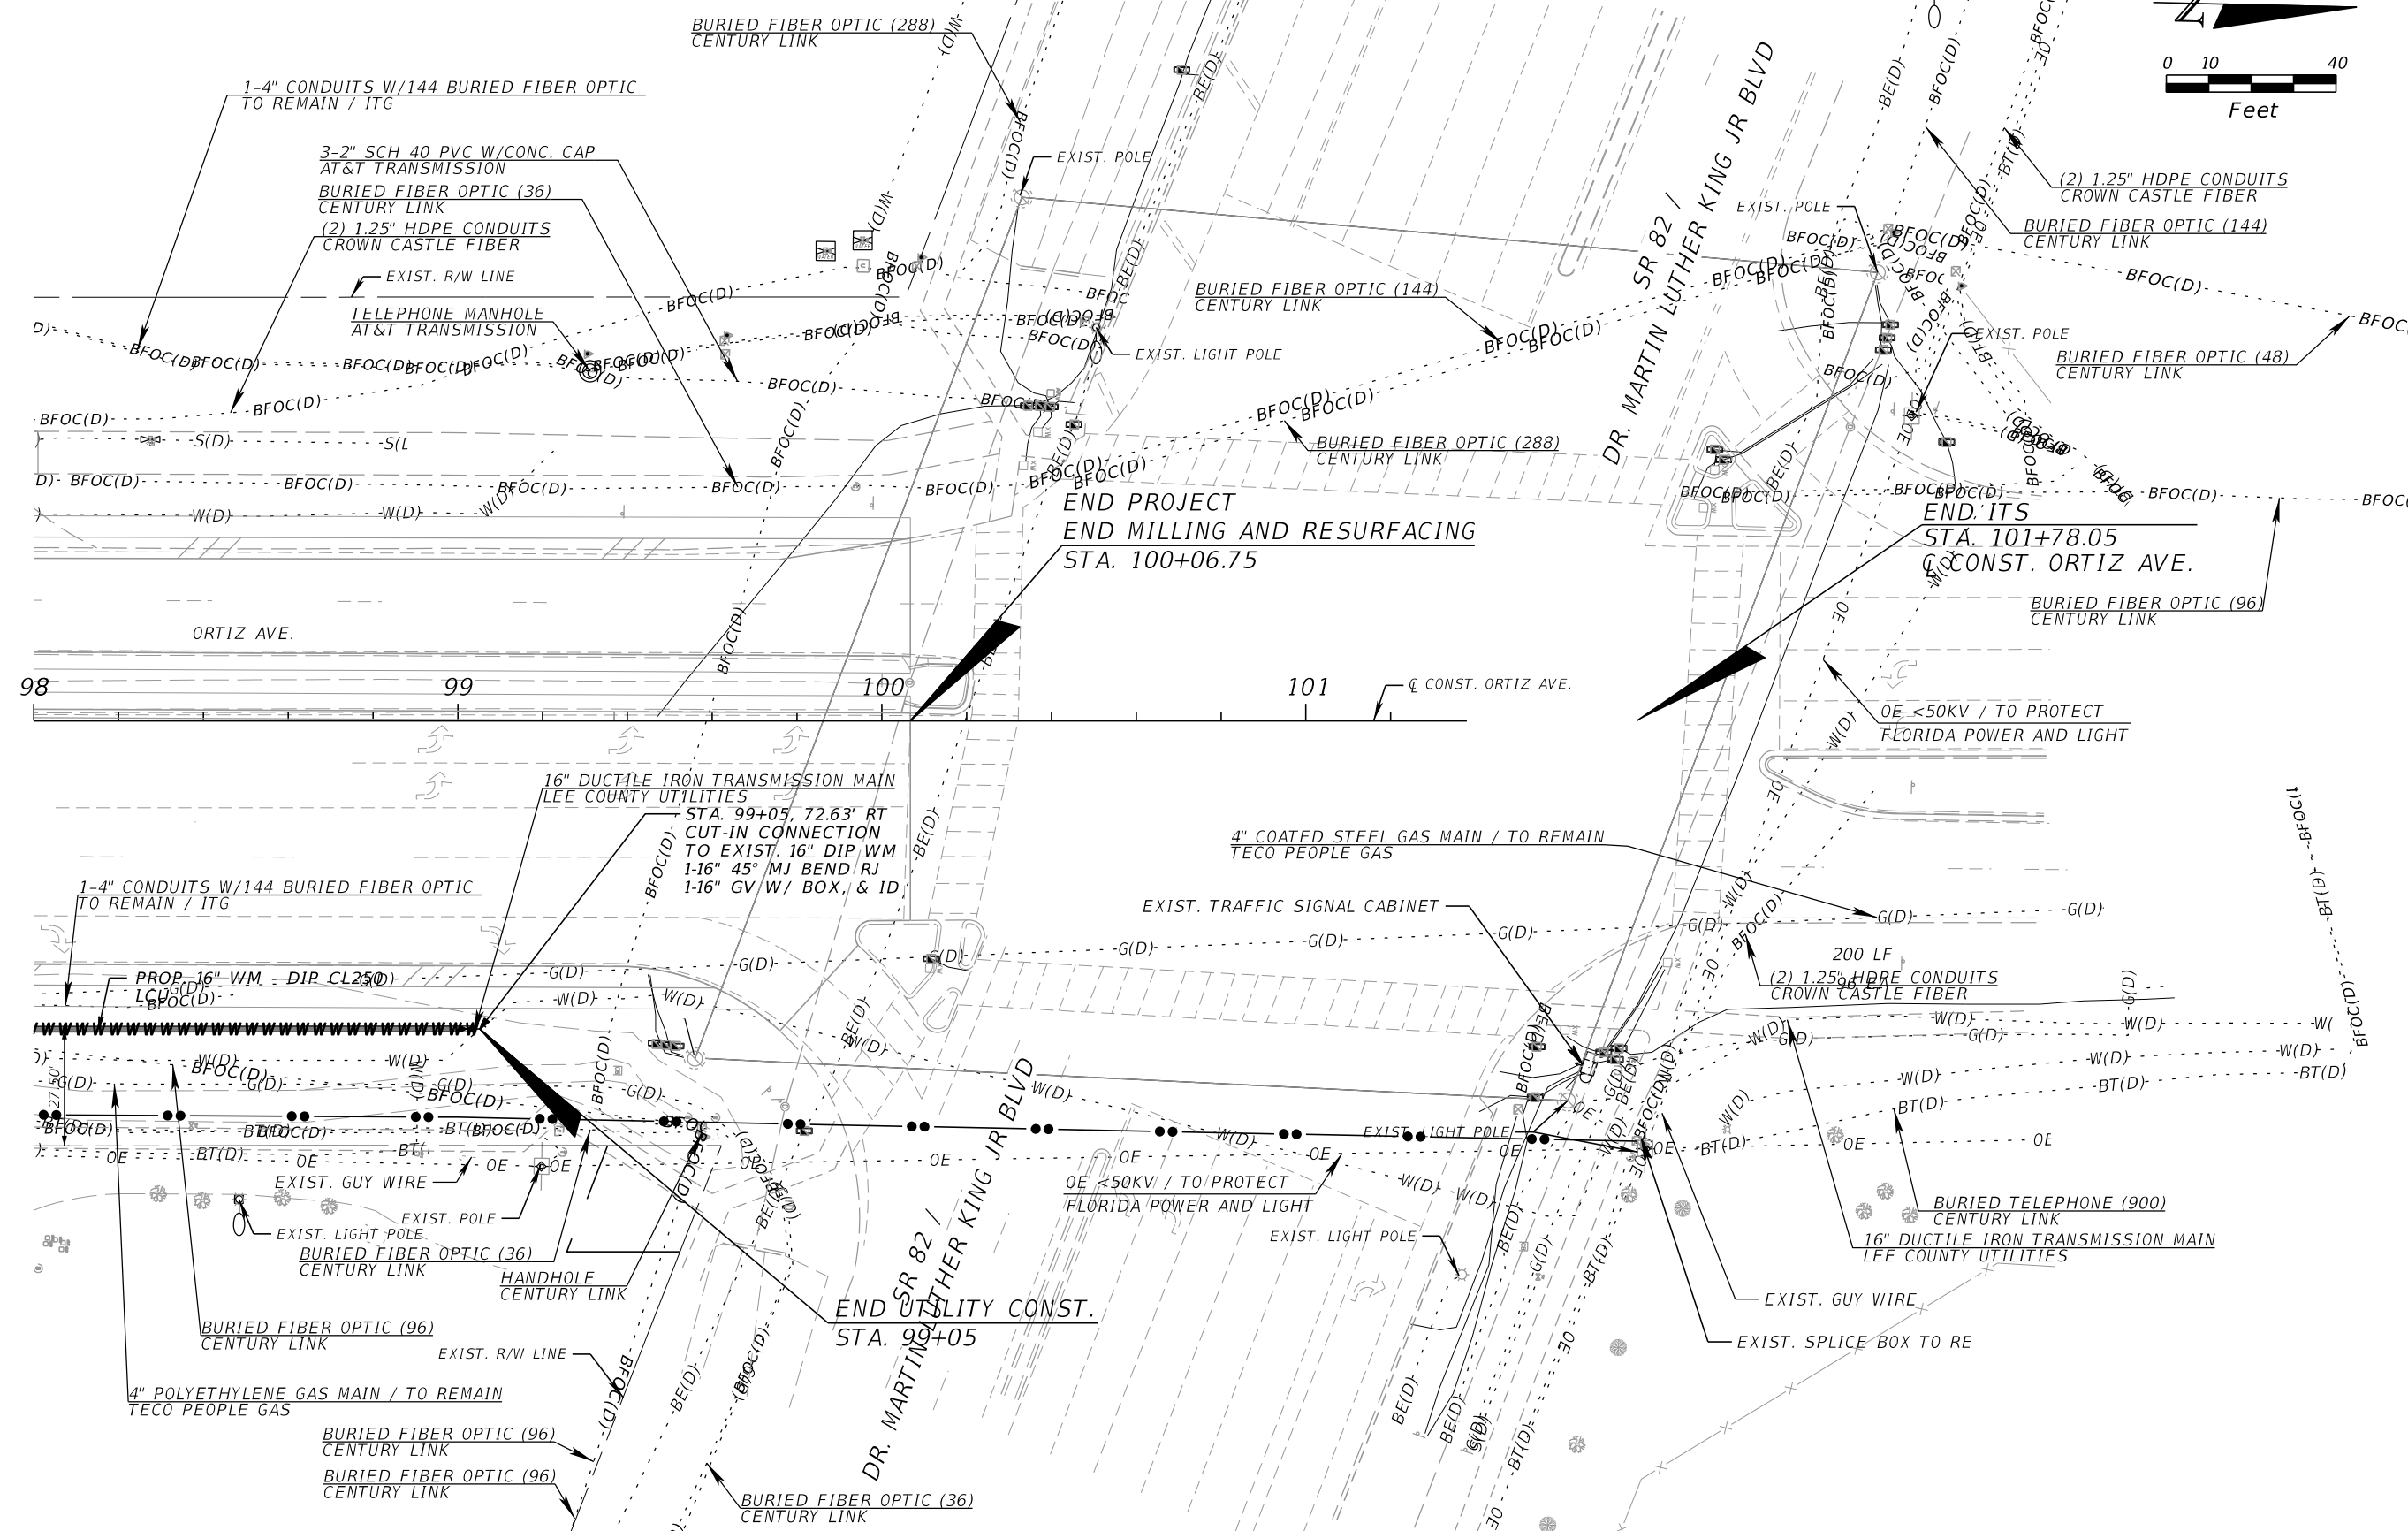 BURIED FIBER OPTIC (288)
CENTURY LINK
1-4" CONDUITS W/144 BURIED FIBER OPTIC
TO REMAIN / ITG
3-2" SCH 40 PVC W/CONC. CAP
AT&T TRANSMISSION
BURIED FIBER OPTIC (36)
CENTURY LINK
(2) 1.25" HDPE CONDUITS
CROWN CASTLE FIBER
EXIST. R/W LINE
TELEPHONE MANHOLE
AT&T TRANSMISSION
EXIST. POLE
EXIST. LIGHT POLE
BURIED FIBER OPTIC (144)
CENTURY LINK
BURIED FIBER OPTIC (288)
CENTURY LINK
SR 82 /
DR. MARTIN LUTHER KING JR BLVD
EXIST. POLE
0 10 40
Feet
(2) 1.25" HDPE CONDUITS
CROWN CASTLE FIBER
BURIED FIBER OPTIC (144)
CENTURY LINK
EXIST. POLE
BURIED FIBER OPTIC (48)
CENTURY LINK
BFOC(D)
BE(D)
W(D)
S(D)
BT(D)
OE
G(D)
END PROJECT
END MILLING AND RESURFACING
STA. 100+06.75
END ITS
STA. 101+78.05
℄ CONST. ORTIZ AVE.
BURIED FIBER OPTIC (96)
CENTURY LINK
ORTIZ AVE.
98 99 100 101
℄ CONST. ORTIZ AVE.
OE <50KV / TO PROTECT
FLORIDA POWER AND LIGHT
16" DUCTILE IRON TRANSMISSION MAIN
LEE COUNTY UTILITIES
STA. 99+05, 72.63' RT
CUT-IN CONNECTION
TO EXIST. 16" DIP WM
1-16" 45° MJ BEND RJ
1-16" GV W/ BOX, & ID
4" COATED STEEL GAS MAIN / TO REMAIN
TECO PEOPLE GAS
1-4" CONDUITS W/144 BURIED FIBER OPTIC
TO REMAIN / ITG
EXIST. TRAFFIC SIGNAL CABINET
PROP. 16" WM - DIP CL250
LCU
200 LF
96 EA
(2) 1.25" HDPE CONDUITS
CROWN CASTLE FIBER
27.50'
EXIST. LIGHT POLE
EXIST. GUY WIRE
EXIST. POLE
EXIST. LIGHT POLE
BURIED FIBER OPTIC (36)
CENTURY LINK
HANDHOLE
CENTURY LINK
OE <50KV / TO PROTECT
FLORIDA POWER AND LIGHT
EXIST. LIGHT POLE
BURIED TELEPHONE (900)
CENTURY LINK
16" DUCTILE IRON TRANSMISSION MAIN
LEE COUNTY UTILITIES
EXIST. GUY WIRE
EXIST. SPLICE BOX TO RE
END UTILITY CONST.
STA. 99+05
SR 82 /
DR. MARTIN LUTHER KING JR BLVD
BURIED FIBER OPTIC (96)
CENTURY LINK
EXIST. R/W LINE
4" POLYETHYLENE GAS MAIN / TO REMAIN
TECO PEOPLE GAS
BURIED FIBER OPTIC (96)
CENTURY LINK
BURIED FIBER OPTIC (96)
CENTURY LINK
BURIED FIBER OPTIC (36)
CENTURY LINK